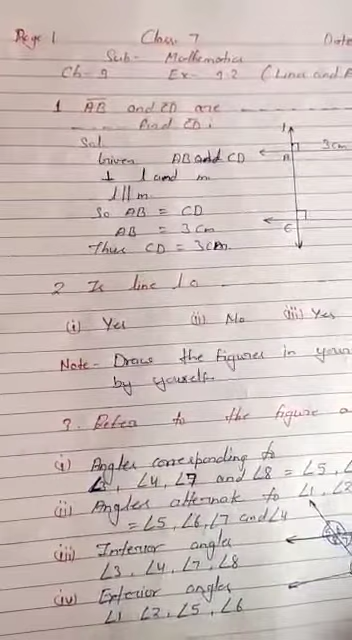 Page 1 Class 7 Date
Sub- Mathematics
Ch- 9 Ex- 9.2 (Lines and A
1 AB and CD are
find CD.
Sol
Given AB and CD
⊥ l and m
l || m
So AB = CD
AB = 3 cm
Thus CD = 3cm
l
A
3 cm
C
2 Is line l a
(i) Yes (ii) No (iii) Yes
Note- Draw the figures in your
by yourself.
3. Refer to the figure a
(i) Angles corresponding to
∠3, ∠4, ∠7 and ∠8 = ∠5, ∠
(ii) Angles alternate to ∠1, ∠2
= ∠5, ∠6, ∠7 and ∠4
(iii) Interior angles
∠3, ∠4, ∠7, ∠8
(iv) Exterior angles
∠1 ∠2, ∠5, ∠6